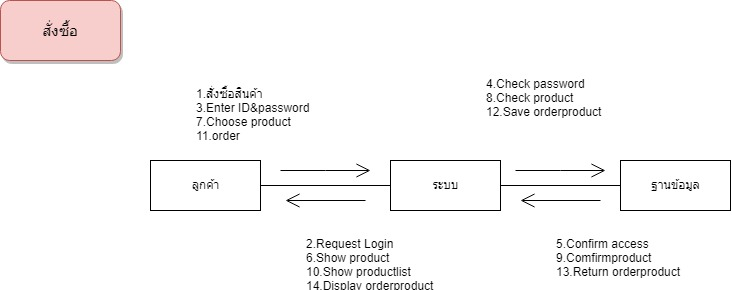 สั่งซื้อ
1.สั่งซื้อสินค้า
3.Enter ID&password
7.Choose product
11.order
4.Check password
8.Check product
12.Save orderproduct
ลูกค้า
ระบบ
ฐานข้อมูล
2.Request Login
6.Show product
10.Show productlist
14.Display orderproduct
5.Confirm access
9.Comfirmproduct
13.Return orderproduct